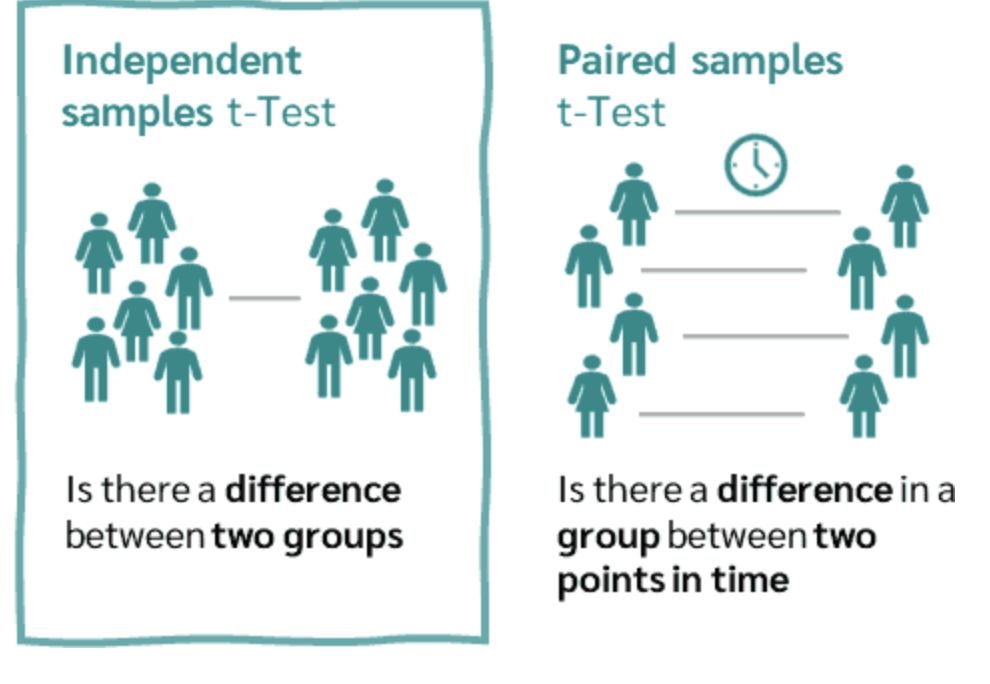 Independent
samples t-Test
Is there a difference
between two groups
Paired samples
t-Test
Is there a difference in a
group between two
points in time